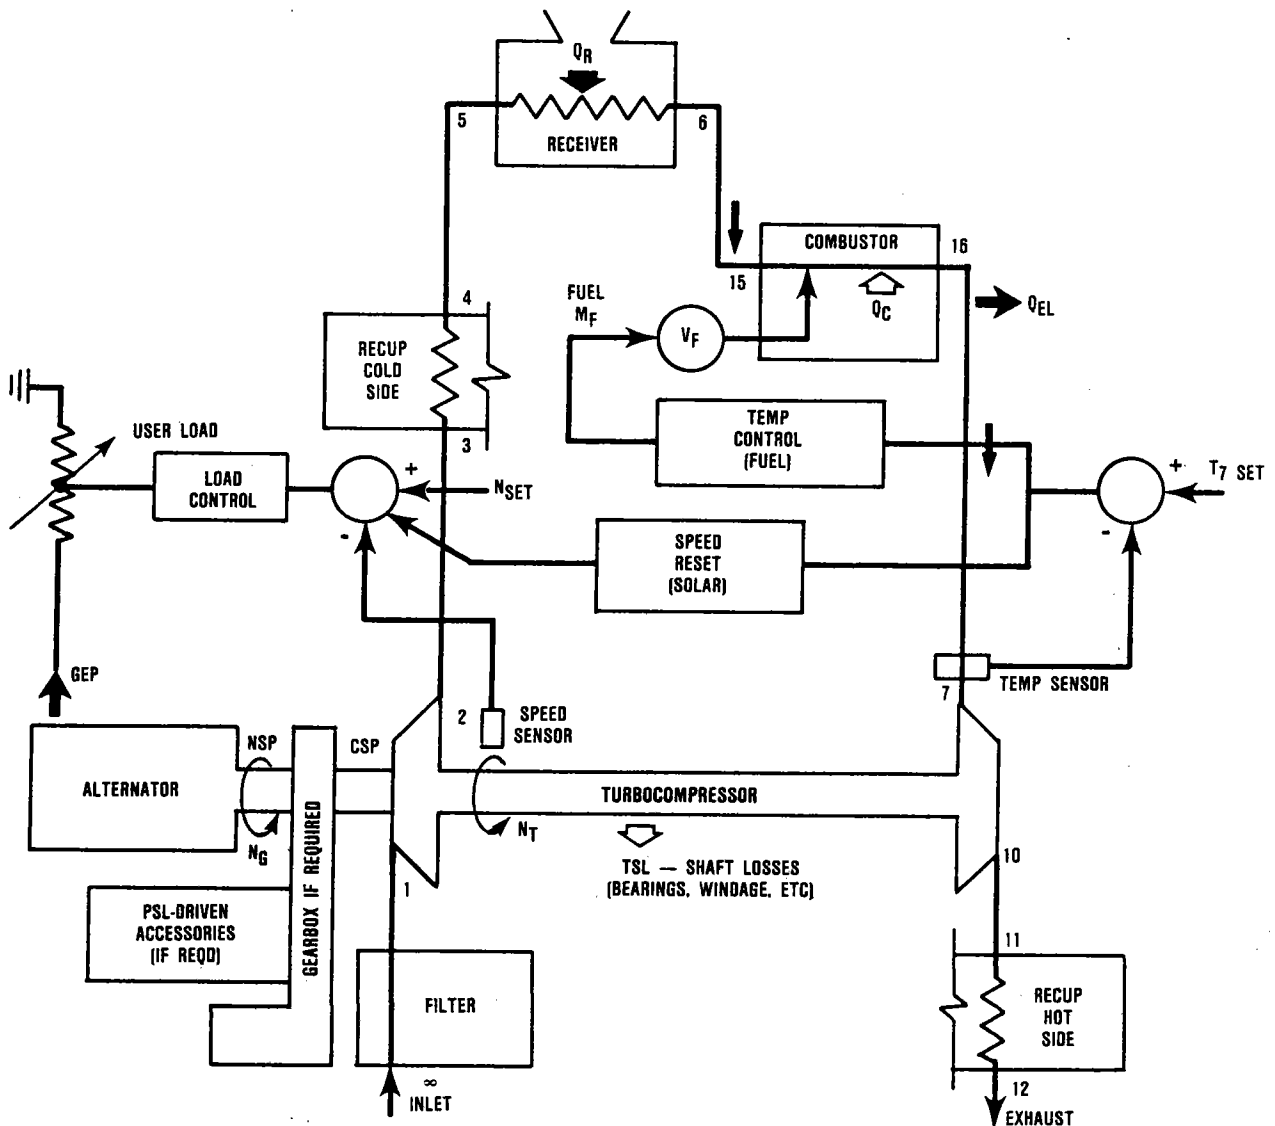 Q_R
5
6
RECEIVER
COMBUSTOR
16
15
FUEL
M_F
V_F
Q_C
Q_EL
4
RECUP
COLD
SIDE
3
USER LOAD
LOAD
CONTROL
+
N_SET
-
TEMP
CONTROL
(FUEL)
+
T_7 SET
-
SPEED
RESET
(SOLAR)
GEP
2
SPEED
SENSOR
7
TEMP SENSOR
NSP
CSP
ALTERNATOR
TURBOCOMPRESSOR
N_G
N_T
GEARBOX IF REQUIRED
TSL — SHAFT LOSSES
(BEARINGS, WINDAGE, ETC)
10
1
PSL-DRIVEN
ACCESSORIES
(IF REQD)
FILTER
11
RECUP
HOT
SIDE
∞
INLET
12
EXHAUST